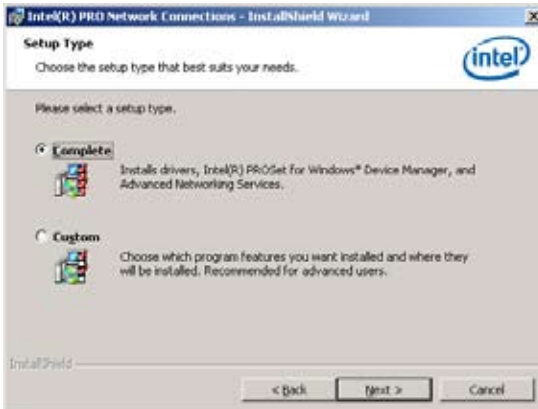 Intel(R) PRO Network Connections - InstallShield Wizard
Setup Type
Choose the setup type that best suits your needs.
intel
Please select a setup type.
Complete
Installs drivers, Intel(R) PROSet for Windows* Device Manager, and
Advanced Networking Services.
Custom
Choose which program features you want installed and where they
will be installed. Recommended for advanced users.
InstallShield
< Back
Next >
Cancel